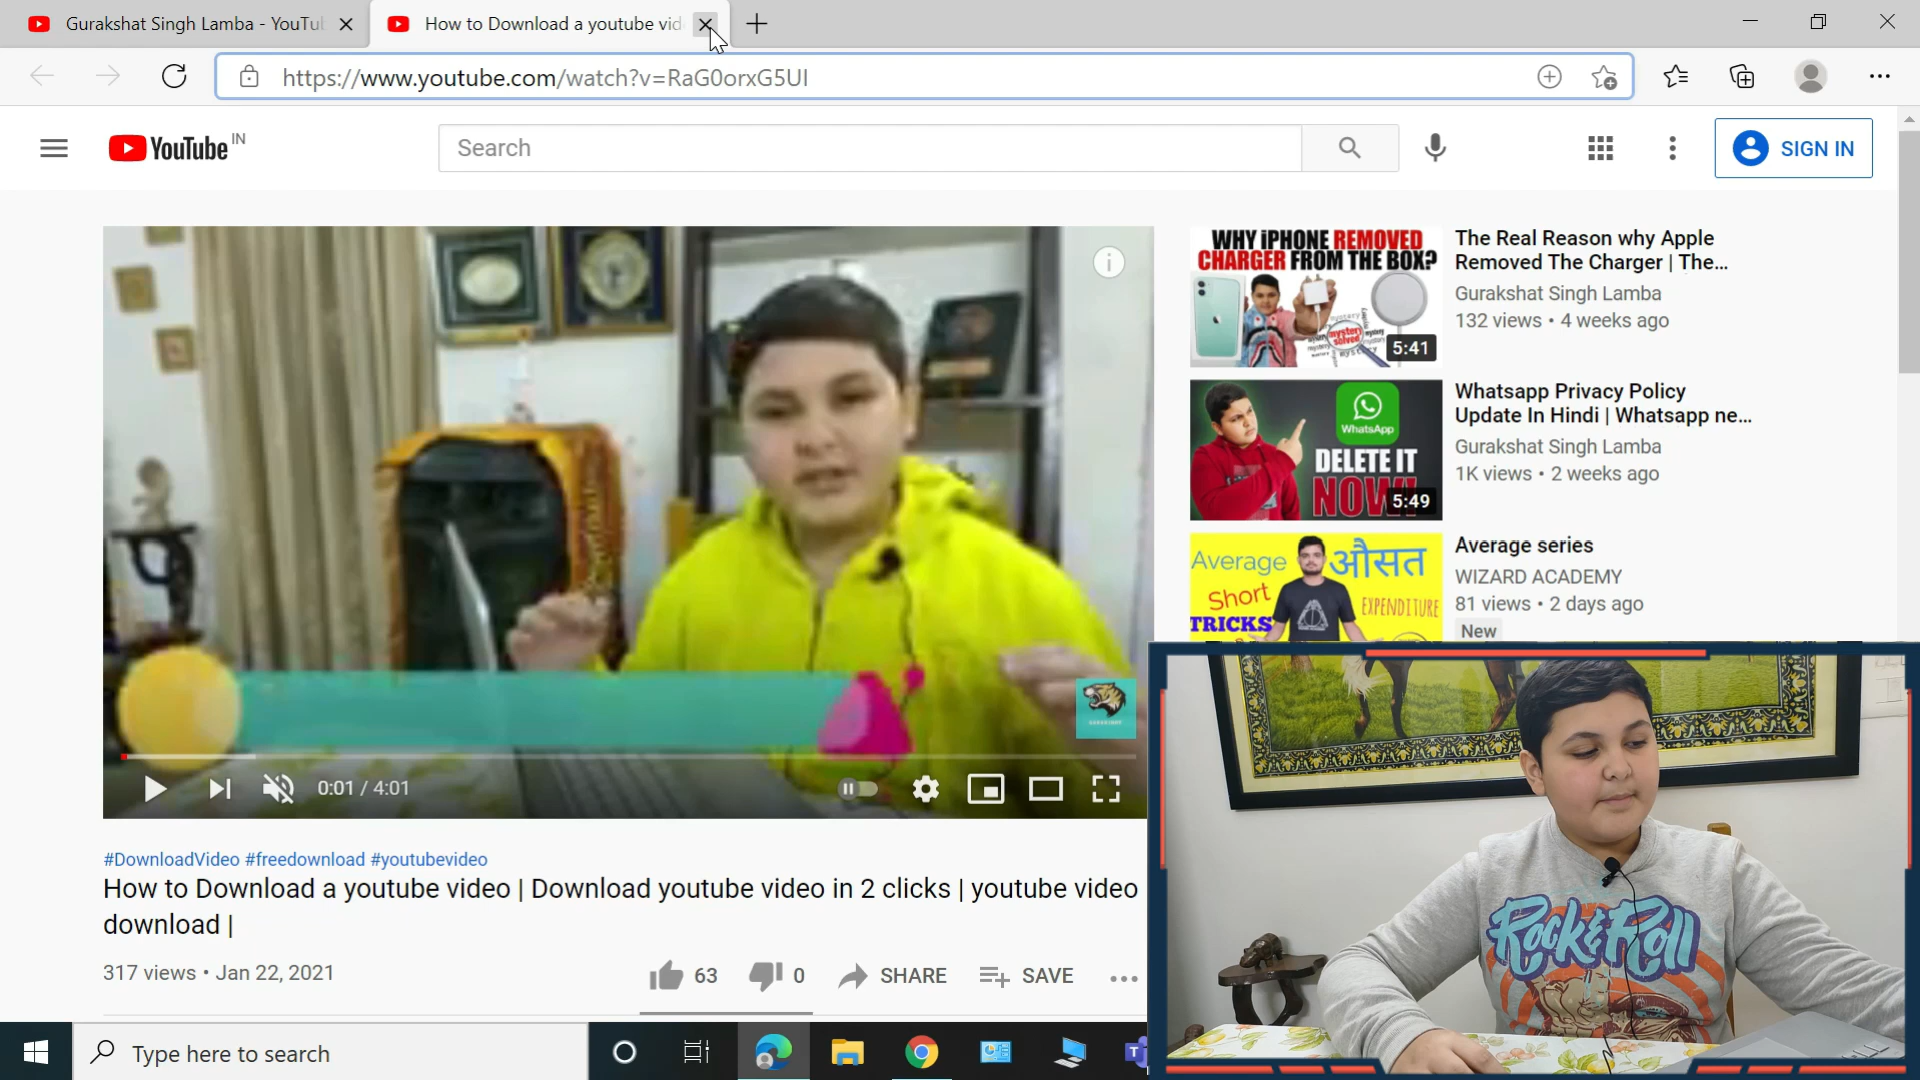 Gurakshat Singh Lamba - YouTu
How to Download a youtube vid
https://www.youtube.com/watch?v=RaG0orxG5UI
YouTube IN
Search
SIGN IN
WHY iPHONE REMOVED
CHARGER FROM THE BOX?
mystery
solved
5:41
The Real Reason why Apple
Removed The Charger | The...
Gurakshat Singh Lamba
132 views • 4 weeks ago
WhatsApp
DELETE IT
NOW!
5:49
Whatsapp Privacy Policy
Update In Hindi | Whatsapp ne...
Gurakshat Singh Lamba
1K views • 2 weeks ago
Average औसत
Short
EXPENDITURE
TRICKS
Average series
WIZARD ACADEMY
81 views • 2 days ago
New
0:01 / 4:01
#DownloadVideo #freedownload #youtubevideo
How to Download a youtube video | Download youtube video in 2 clicks | youtube video
download |
317 views • Jan 22, 2021
63
0
SHARE
SAVE
Rock & Roll
Type here to search